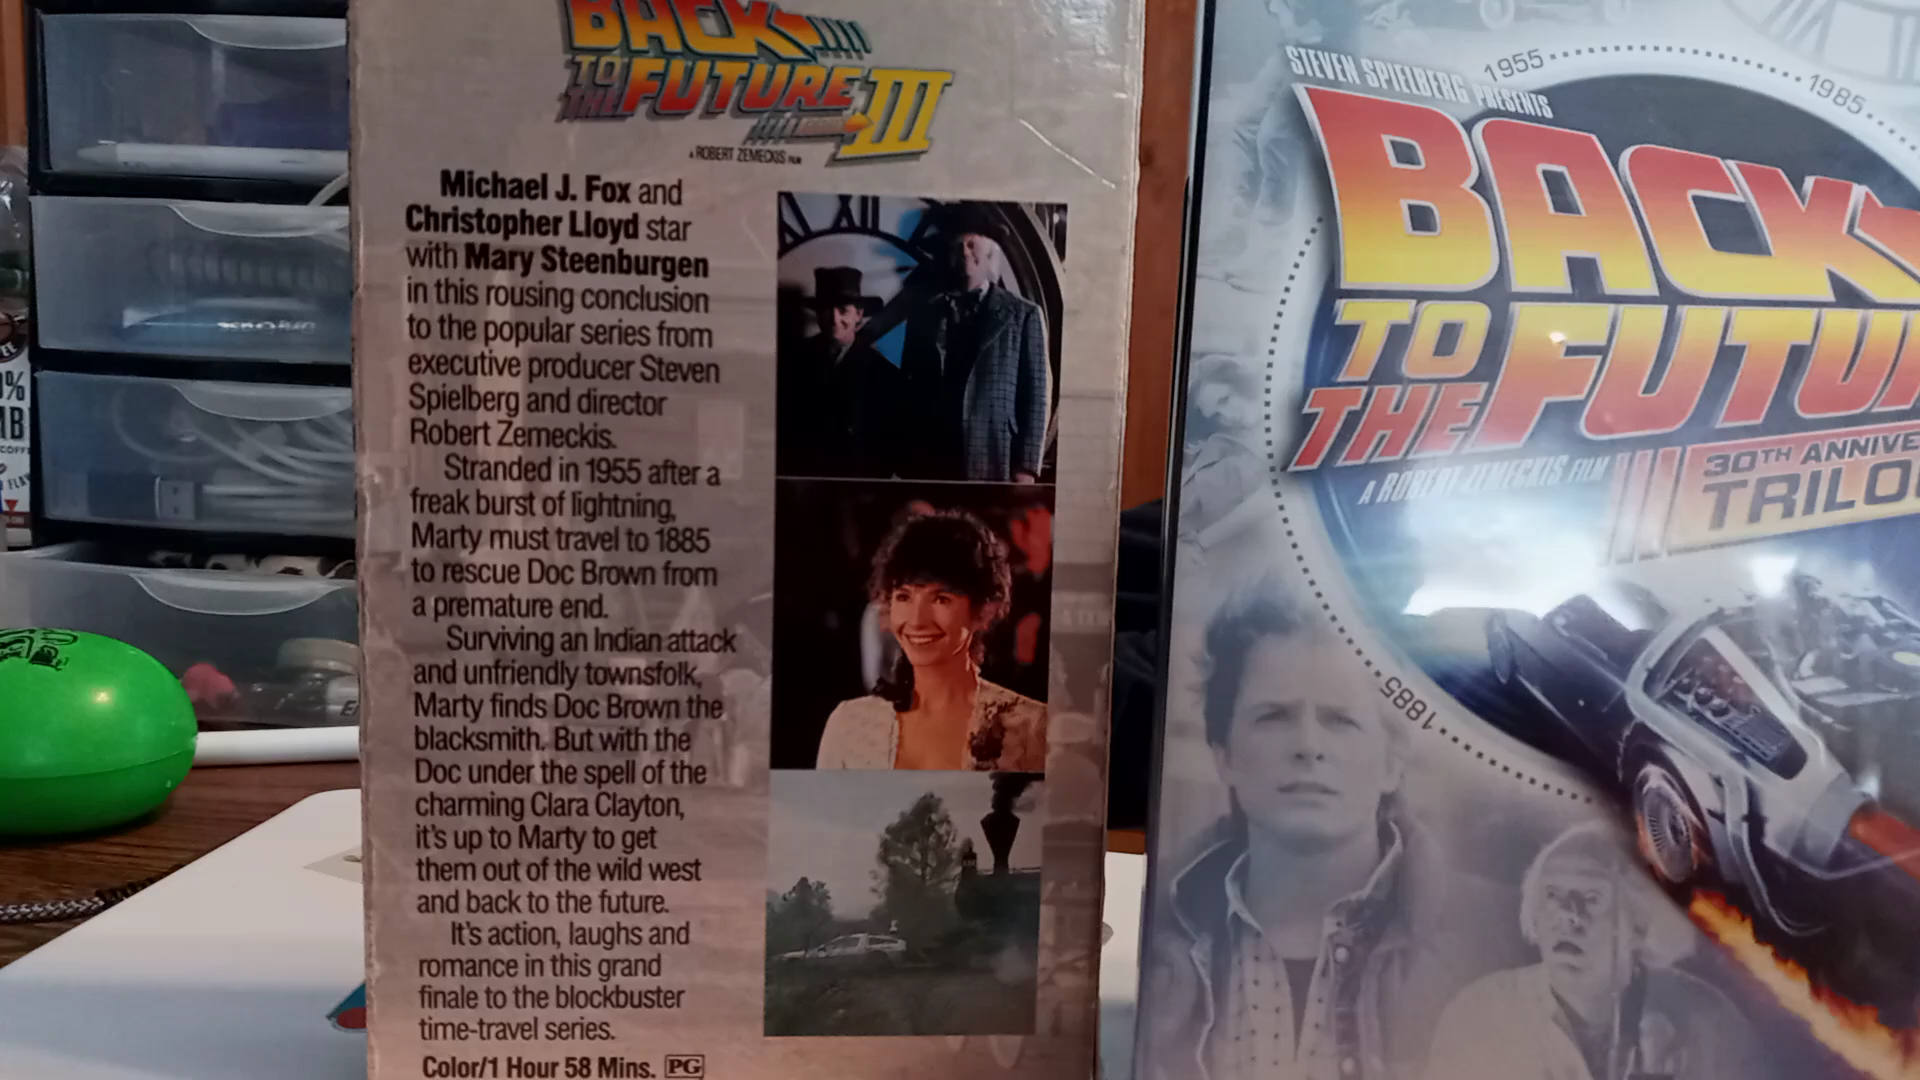 BACK
TO
THE FUTURE III
A ROBERT ZEMECKIS FILM
Michael J. Fox and
Christopher Lloyd star
with Mary Steenburgen
in this rousing conclusion
to the popular series from
executive producer Steven
Spielberg and director
Robert Zemeckis.
Stranded in 1955 after a
freak burst of lightning,
Marty must travel to 1885
to rescue Doc Brown from
a premature end.
Surviving an Indian attack
and unfriendly townsfolk,
Marty finds Doc Brown the
blacksmith. But with the
Doc under the spell of the
charming Clara Clayton,
it's up to Marty to get
them out of the wild west
and back to the future.
It's action, laughs and
romance in this grand
finale to the blockbuster
time-travel series.
Color/1 Hour 58 Mins. PG
XII
STEVEN SPIELBERG PRESENTS
1955
1985
BACK
TO
THE FUTU
A ROBERT ZEMECKIS FILM
30TH ANNIVE
TRILO
1885